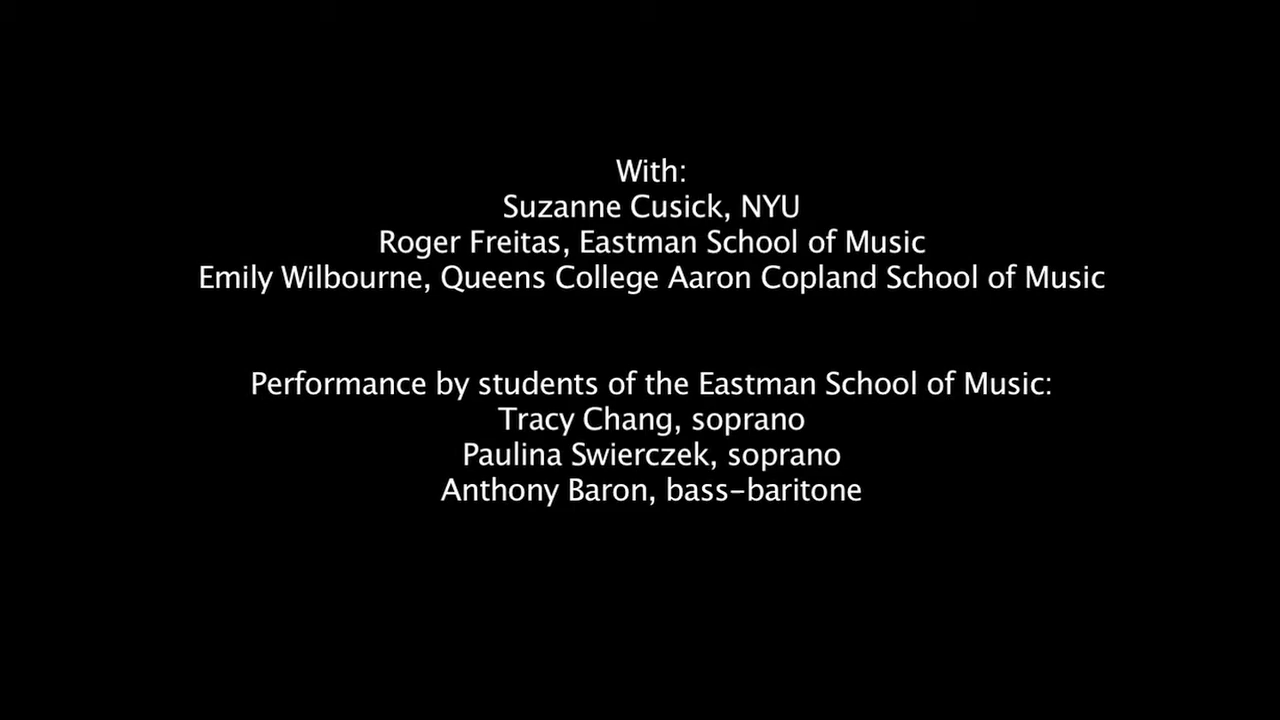 With:
Suzanne Cusick, NYU
Roger Freitas, Eastman School of Music
Emily Wilbourne, Queens College Aaron Copland School of Music
Performance by students of the Eastman School of Music:
Tracy Chang, soprano
Paulina Swierczek, soprano
Anthony Baron, bass-baritone